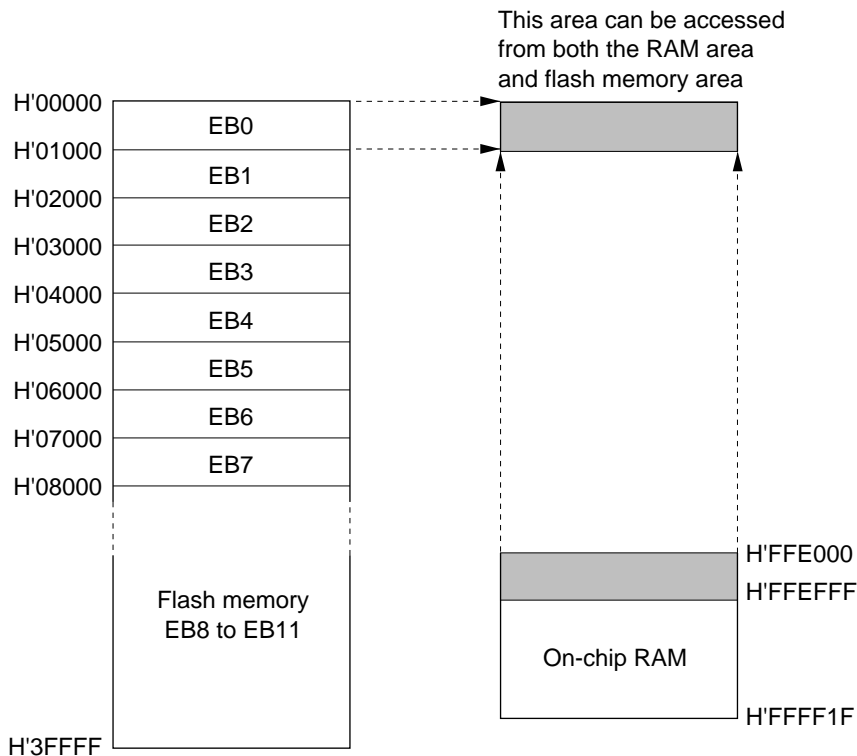 This area can be accessed
from both the RAM area
and flash memory area
H'00000
EB0
H'01000
EB1
H'02000
EB2
H'03000
EB3
H'04000
EB4
H'05000
EB5
H'06000
EB6
H'07000
EB7
H'08000
H'FFE000
H'FFEFFF
Flash memory
EB8 to EB11
On-chip RAM
H'FFFF1F
H'3FFFF